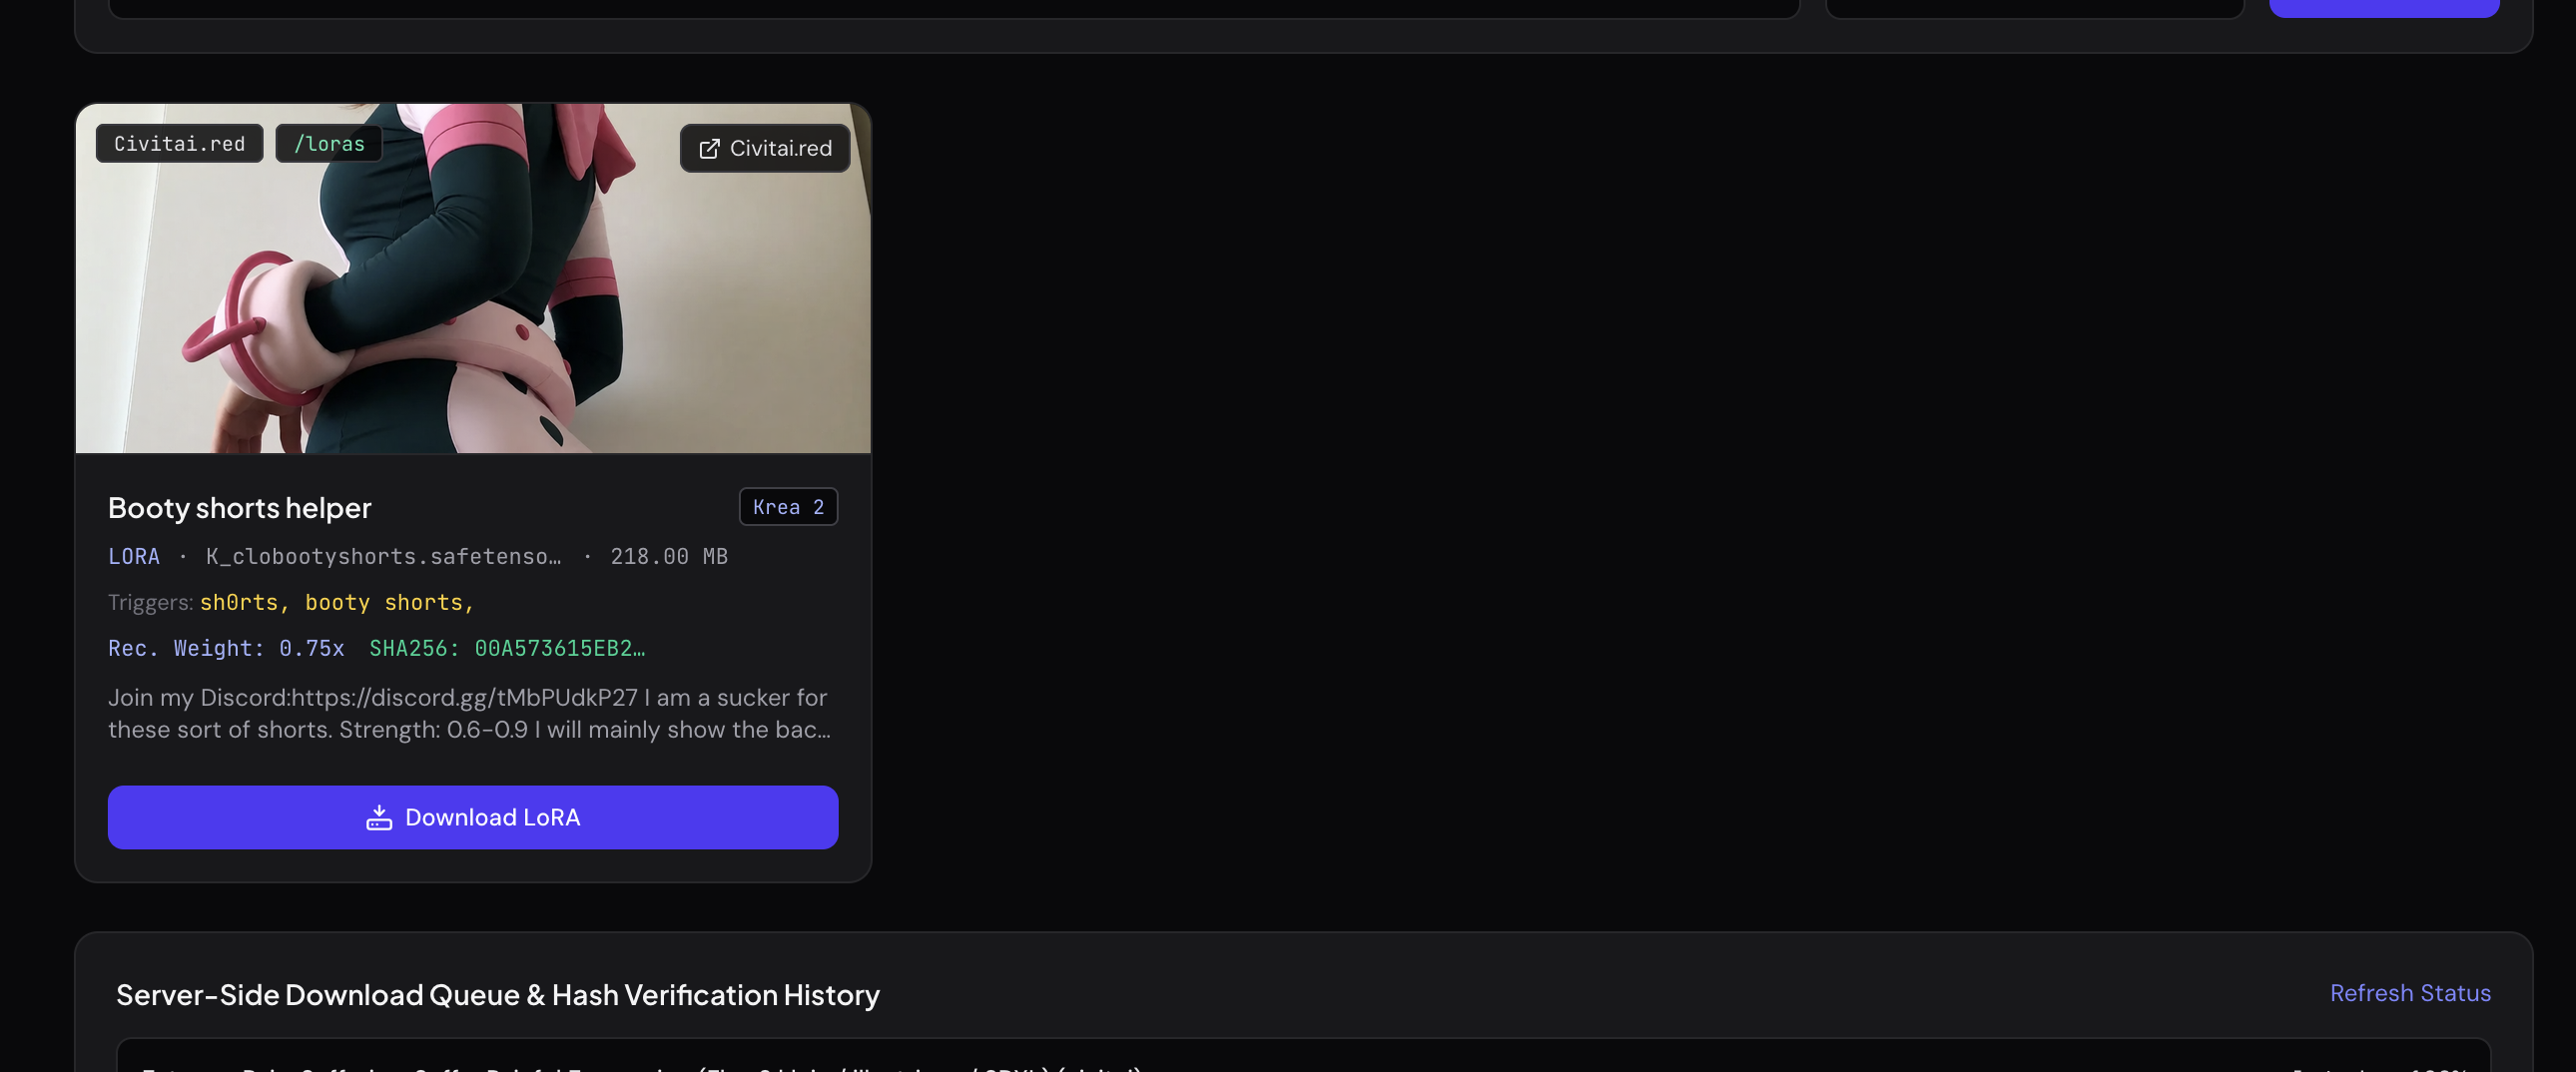 Civitai.red
/loras
Civitai.red
Booty shorts helper
Krea 2
LORA · K_clobootyshorts.safetenso… · 218.00 MB
Triggers: sh0rts, booty shorts,
Rec. Weight: 0.75x SHA256: 00A573615EB2…
Join my Discord:https://discord.gg/tMbPUdkP27 I am a sucker for
these sort of shorts. Strength: 0.6-0.9 I will mainly show the bac…
Download LoRA
Server-Side Download Queue & Hash Verification History
Refresh Status